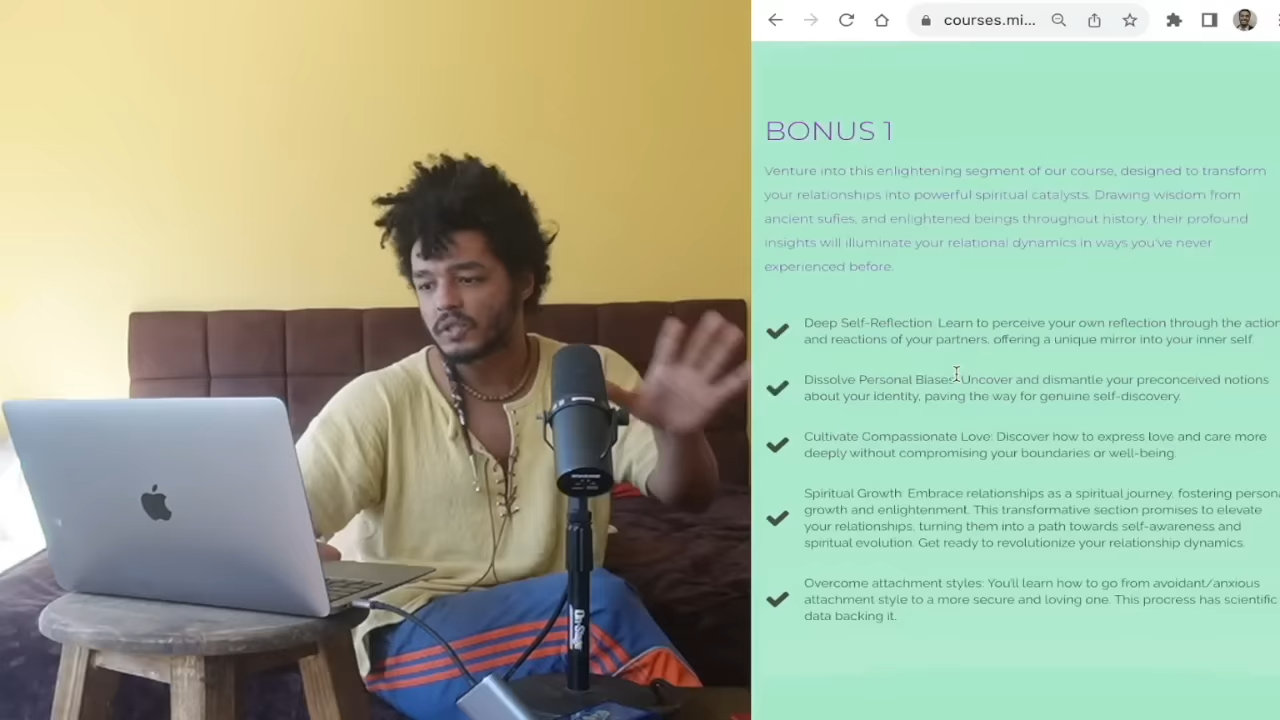 courses.mi...
BONUS 1
Venture into this enlightening segment of our course, designed to transform
your relationships into powerful spiritual catalysts. Drawing wisdom from
ancient sufies, and enlightened beings throughout history, their profound
insights will illuminate your relational dynamics in ways you've never
experienced before.
Deep Self-Reflection: Learn to perceive your own reflection through the action
and reactions of your partners, offering a unique mirror into your inner self.
Dissolve Personal Biases: Uncover and dismantle your preconceived notions
about your identity, paving the way for genuine self-discovery.
Cultivate Compassionate Love: Discover how to express love and care more
deeply without compromising your boundaries or well-being.
Spiritual Growth: Embrace relationships as a spiritual journey, fostering person
growth and enlightenment. This transformative section promises to elevate
your relationships, turning them into a path towards self-awareness and
spiritual evolution. Get ready to revolutionize your relationship dynamics.
Overcome attachment styles: You'll learn how to go from avoidant/anxious
attachment style to a more secure and loving one. This procress has scientific
data backing it.
On-Stage